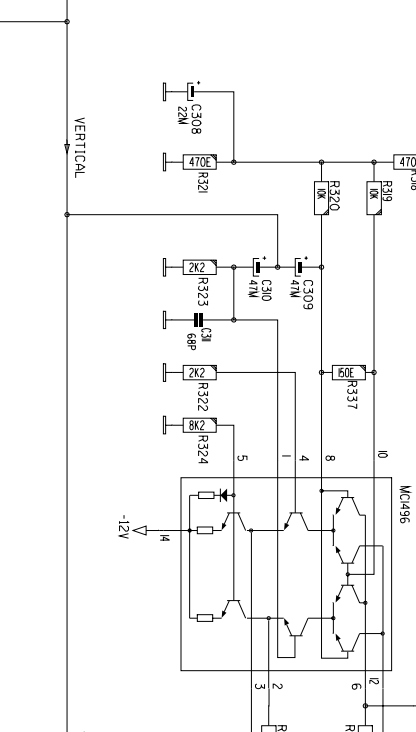 VERTICAL
+
C308
22M
470E
R321
470
R318
R320
10K
R319
10K
2K2
R323
+
C310
47M
+
C309
47M
C311
68P
2K2
R322
150E
R337
8K2
R324
5
1
4
8
10
MC1496
-12V
14
3
2
6
12
R
R